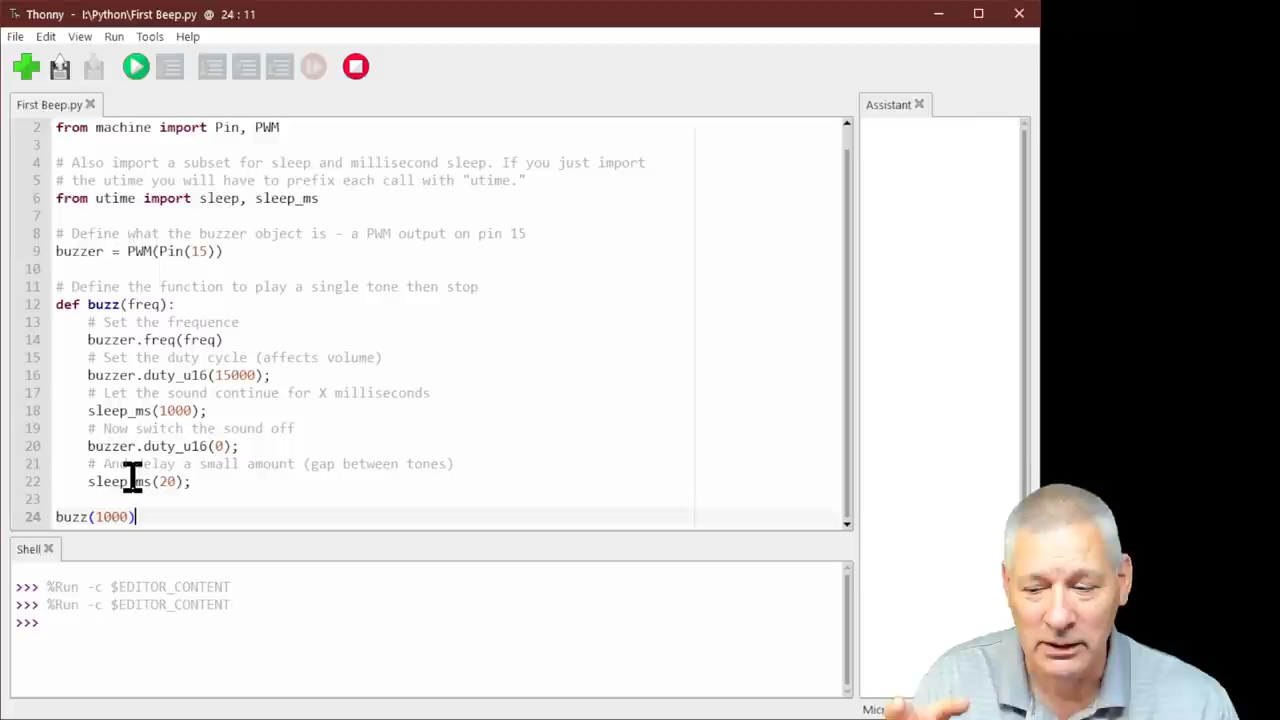 Th Thonny - I:\Python\First Beep.py @ 24 : 11
File Edit View Run Tools Help
First Beep.py
Assistant
2 from machine import Pin, PWM
3
4 # Also import a subset for sleep and millisecond sleep. If you just import
5 # the utime you will have to prefix each call with "utime."
6 from utime import sleep, sleep_ms
7
8 # Define what the buzzer object is - a PWM output on pin 15
9 buzzer = PWM(Pin(15))
10
11 # Define the function to play a single tone then stop
12 def buzz(freq):
13 # Set the frequence
14 buzzer.freq(freq)
15 # Set the duty cycle (affects volume)
16 buzzer.duty_u16(15000);
17 # Let the sound continue for X milliseconds
18 sleep_ms(1000);
19 # Now switch the sound off
20 buzzer.duty_u16(0);
21 # And delay a small amount (gap between tones)
22 sleep_ms(20);
23
24 buzz(1000)
Shell
>>> %Run -c $EDITOR_CONTENT
>>> %Run -c $EDITOR_CONTENT
>>>